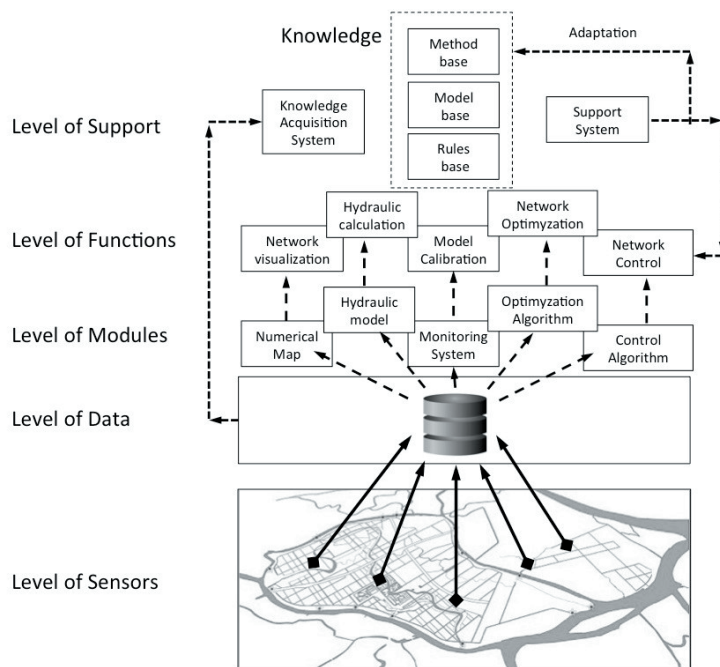 Knowledge
Method
base
Adaptation
Level of Support
Knowledge
Acquisition
System
Model
base
Support
System
Rules
base
Level of Functions
Network
visualization
Hydraulic
calculation
Model
Calibration
Network
Optimyzation
Network
Control
Level of Modules
Numerical
Map
Hydraulic
model
Monitoring
System
Optimyzation
Algorithm
Control
Algorithm
Level of Data
Level of Sensors